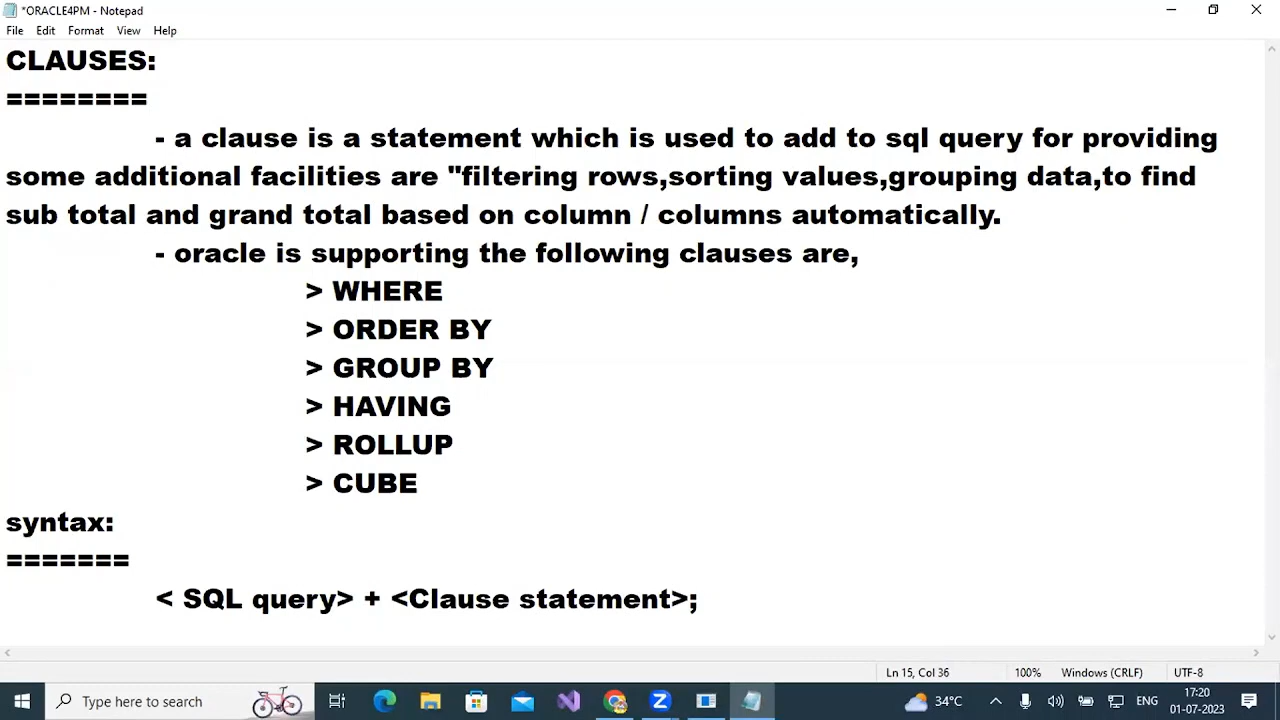 *ORACLE4PM - Notepad
File Edit Format View Help
CLAUSES:
========
- a clause is a statement which is used to add to sql query for providing
some additional facilities are "filtering rows,sorting values,grouping data,to find
sub total and grand total based on column / columns automatically.
- oracle is supporting the following clauses are,
> WHERE
> ORDER BY
> GROUP BY
> HAVING
> ROLLUP
> CUBE
syntax:
=======
< SQL query> + <Clause statement>;
Ln 15, Col 36 100% Windows (CRLF) UTF-8
Type here to search 34°C ENG 17:20
01-07-2023